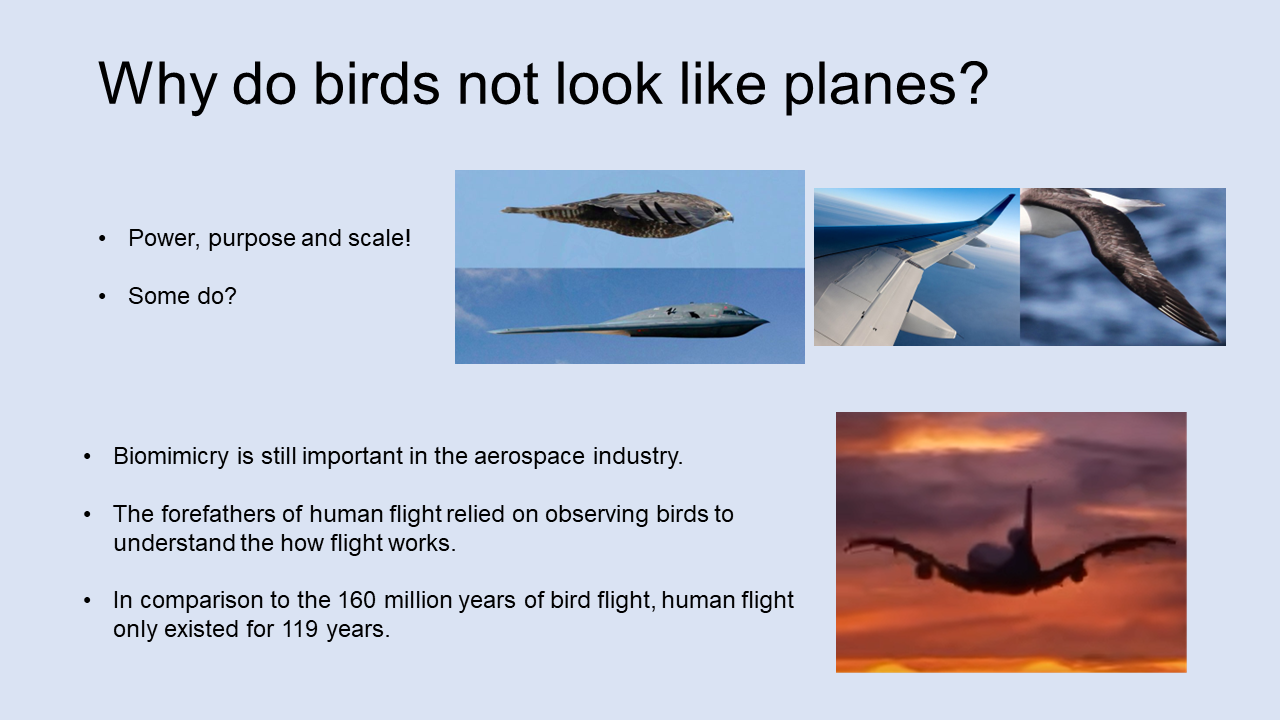 Why do birds not look like planes?
• Power, purpose and scale!
• Some do?
• Biomimicry is still important in the aerospace industry.
• The forefathers of human flight relied on observing birds to
understand the how flight works.
• In comparison to the 160 million years of bird flight, human flight
only existed for 119 years.